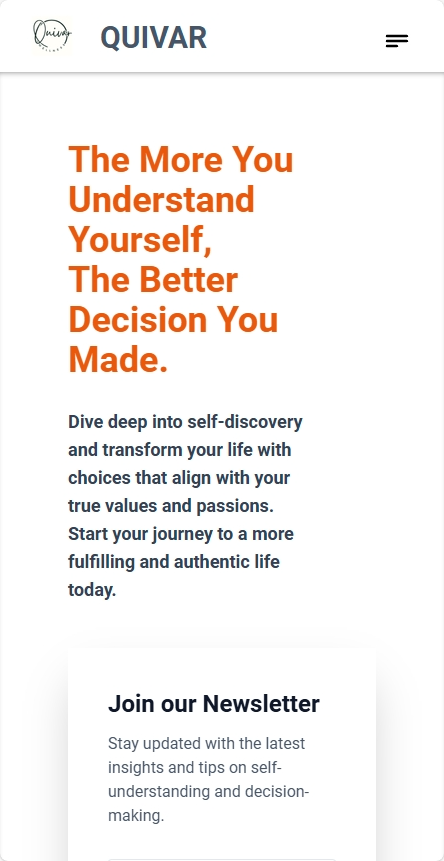 Quivar
QUIVAR
The More You
Understand
Yourself,
The Better
Decision You
Made.
Dive deep into self-discovery
and transform your life with
choices that align with your
true values and passions.
Start your journey to a more
fulfilling and authentic life
today.
Join our Newsletter
Stay updated with the latest
insights and tips on self-
understanding and decision-
making.